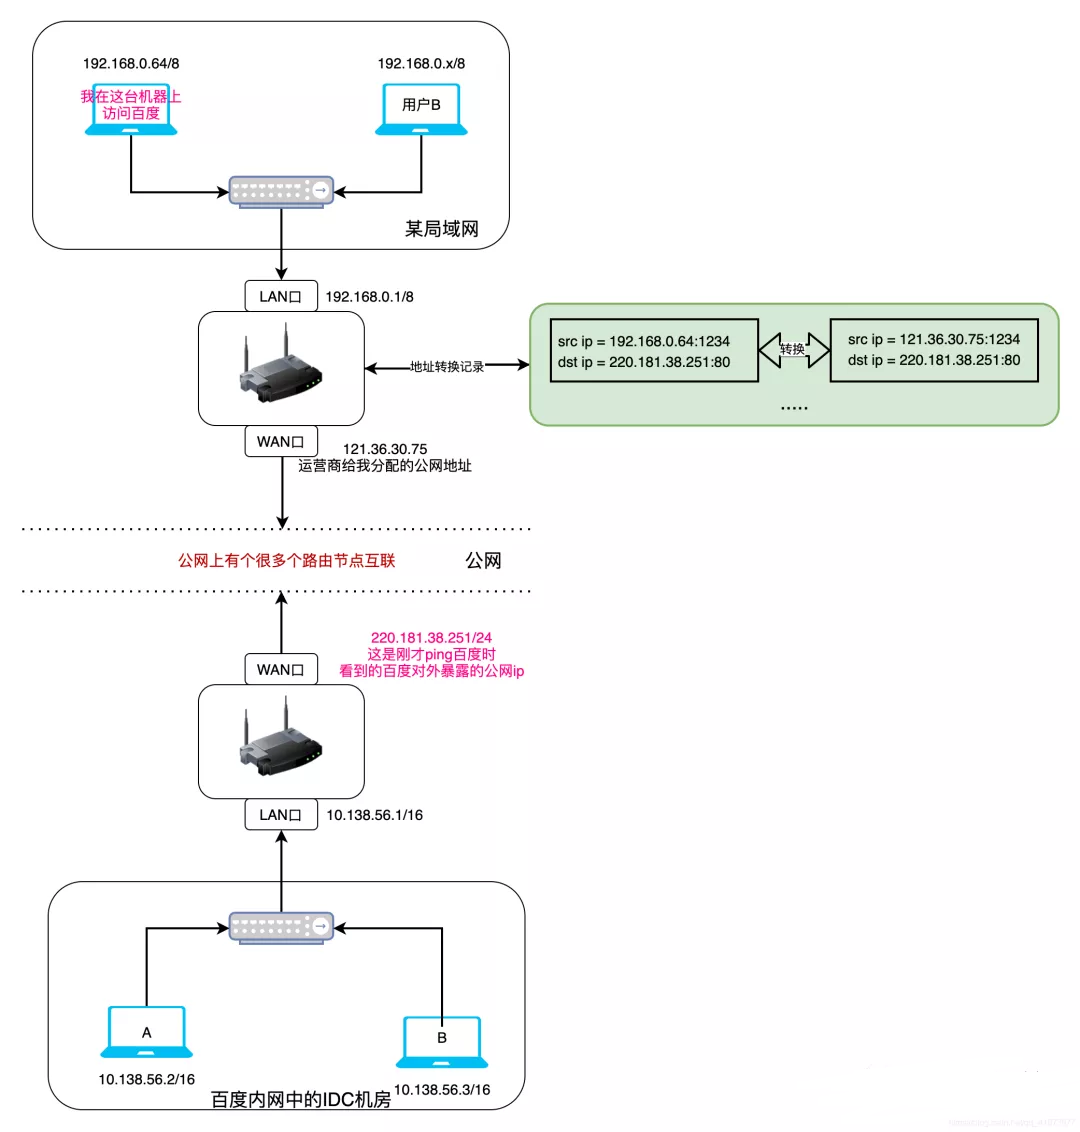 192.168.0.64/8
192.168.0.x/8
我在这台机器上
访问百度
用户B
某局域网
LAN口
192.168.0.1/8
src ip = 192.168.0.64:1234
dst ip = 220.181.38.251:80
转换
src ip = 121.36.30.75:1234
dst ip = 220.181.38.251:80
.....
地址转换记录
WAN口
121.36.30.75
运营商给我分配的公网地址
公网上有个很多个路由节点互联
公网
220.181.38.251/24
这是刚才ping百度时
看到的百度对外暴露的公网ip
WAN口
LAN口
10.138.56.1/16
A
B
10.138.56.2/16
10.138.56.3/16
百度内网中的IDC机房